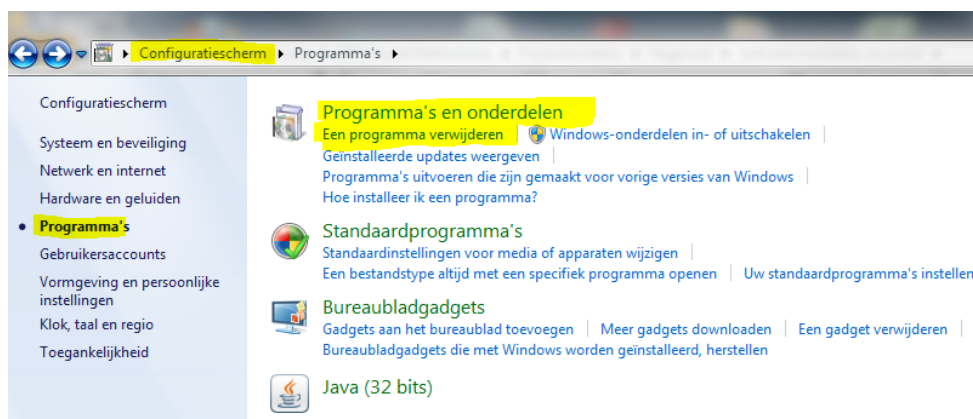 Configuratiescherm Programma's
Configuratiescherm
Systeem en beveiliging
Netwerk en internet
Hardware en geluiden
Programma's
Gebruikersaccounts
Vormgeving en persoonlijke
instellingen
Klok, taal en regio
Toegankelijkheid
Programma's en onderdelen
Een programma verwijderen Windows-onderdelen in- of uitschakelen
Geïnstalleerde updates weergeven
Programma's uitvoeren die zijn gemaakt voor vorige versies van Windows
Hoe installeer ik een programma?
Standaardprogramma's
Standaardinstellingen voor media of apparaten wijzigen
Een bestandstype altijd met een specifiek programma openen Uw standaardprogramma's instellen
Bureaubladgadgets
Gadgets aan het bureaublad toevoegen Meer gadgets downloaden Een gadget verwijderen
Bureaubladgadgets die met Windows worden geïnstalleerd, herstellen
Java (32 bits)